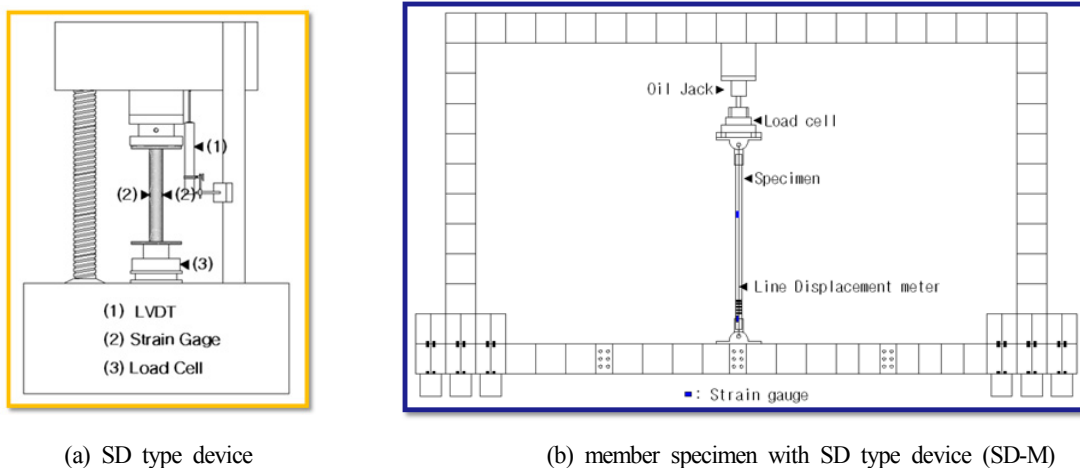 (1)
(2)
(2)
(3)
(1) LVDT
(2) Strain Gage
(3) Load Cell
Oil Jack
Load cell
Specimen
Line Displacement meter
: Strain gauge
(a) SD type device
(b) member specimen with SD type device (SD-M)